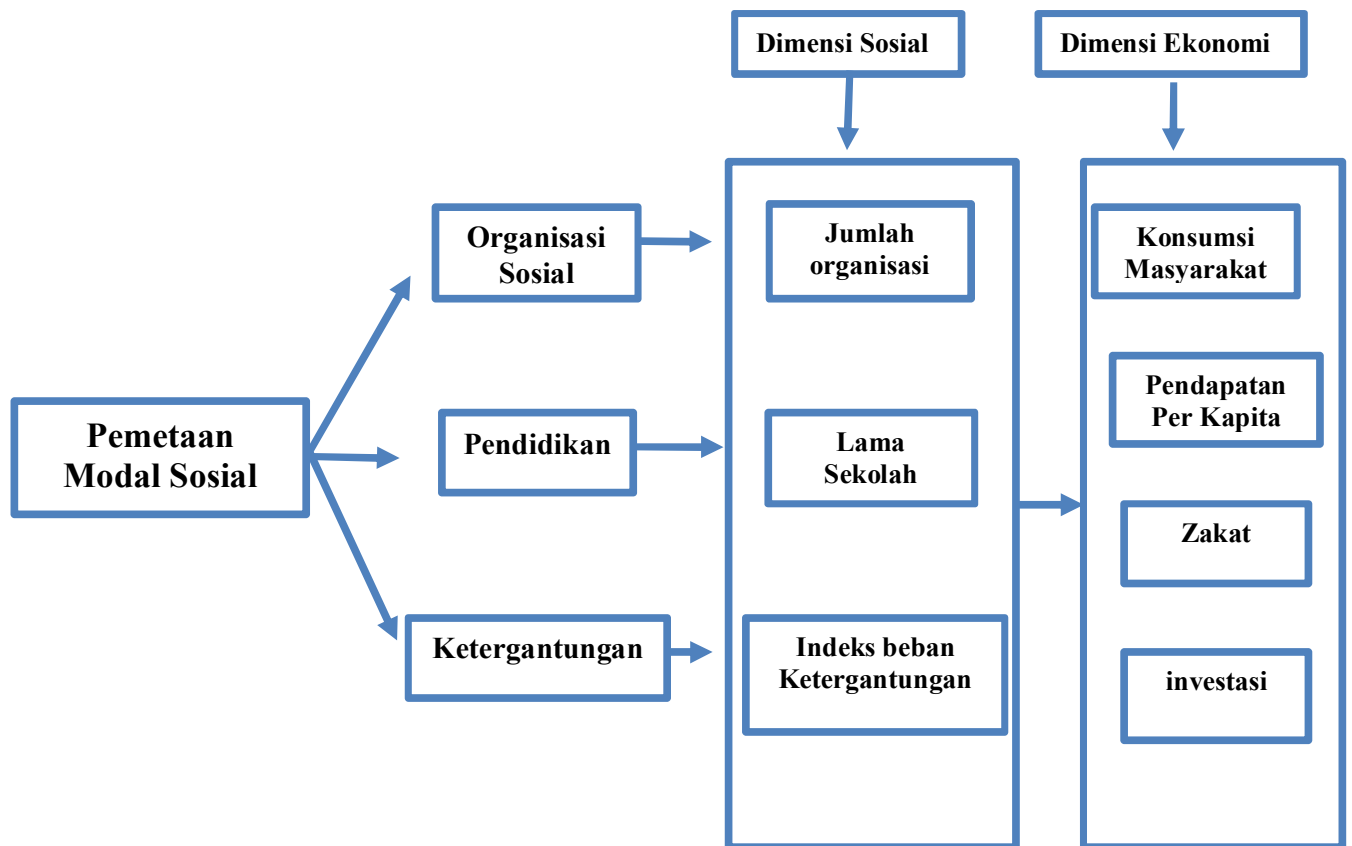 Dimensi Sosial
Dimensi Ekonomi
Organisasi
Sosial
Jumlah
organisasi
Konsumsi
Masyarakat
Pemetaan
Modal Sosial
Pendidikan
Lama
Sekolah
Pendapatan
Per Kapita
Zakat
Ketergantungan
Indeks beban
Ketergantungan
investasi